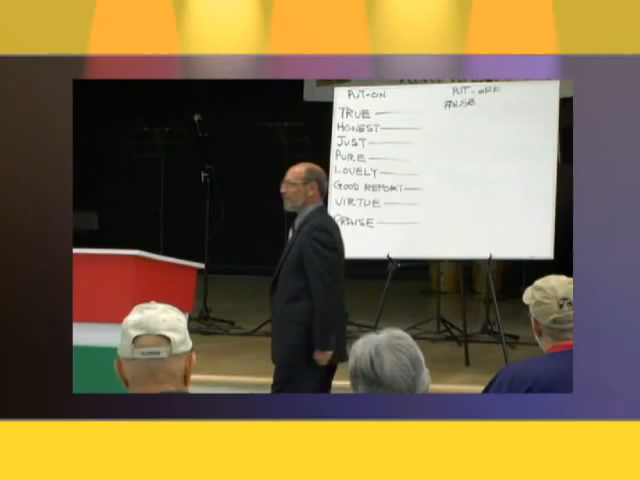 PUT-ON
PUT-OFF
FALSE
TRUE
HONEST
JUST
PURE
LOVELY
GOOD REPORT
VIRTUE
PRAISE